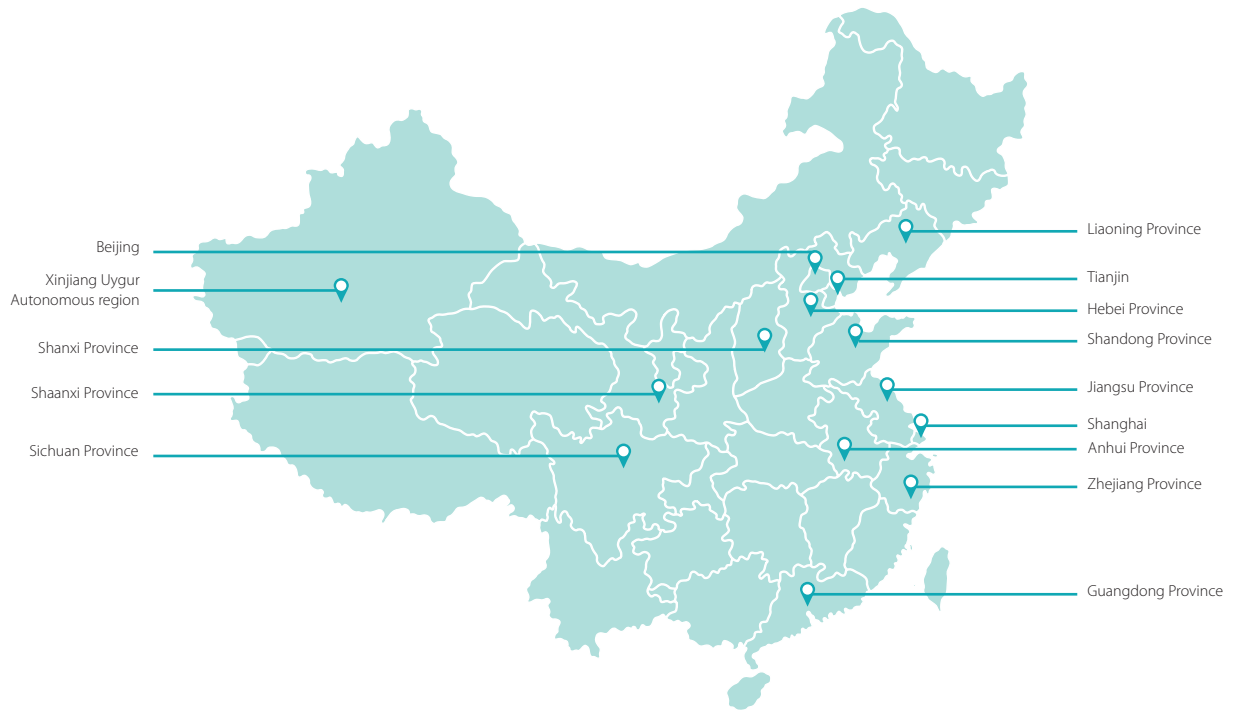 Beijing
Xinjiang Uygur
Autonomous region
Shanxi Province
Shaanxi Province
Sichuan Province
Liaoning Province
Tianjin
Hebei Province
Shandong Province
Jiangsu Province
Shanghai
Anhui Province
Zhejiang Province
Guangdong Province